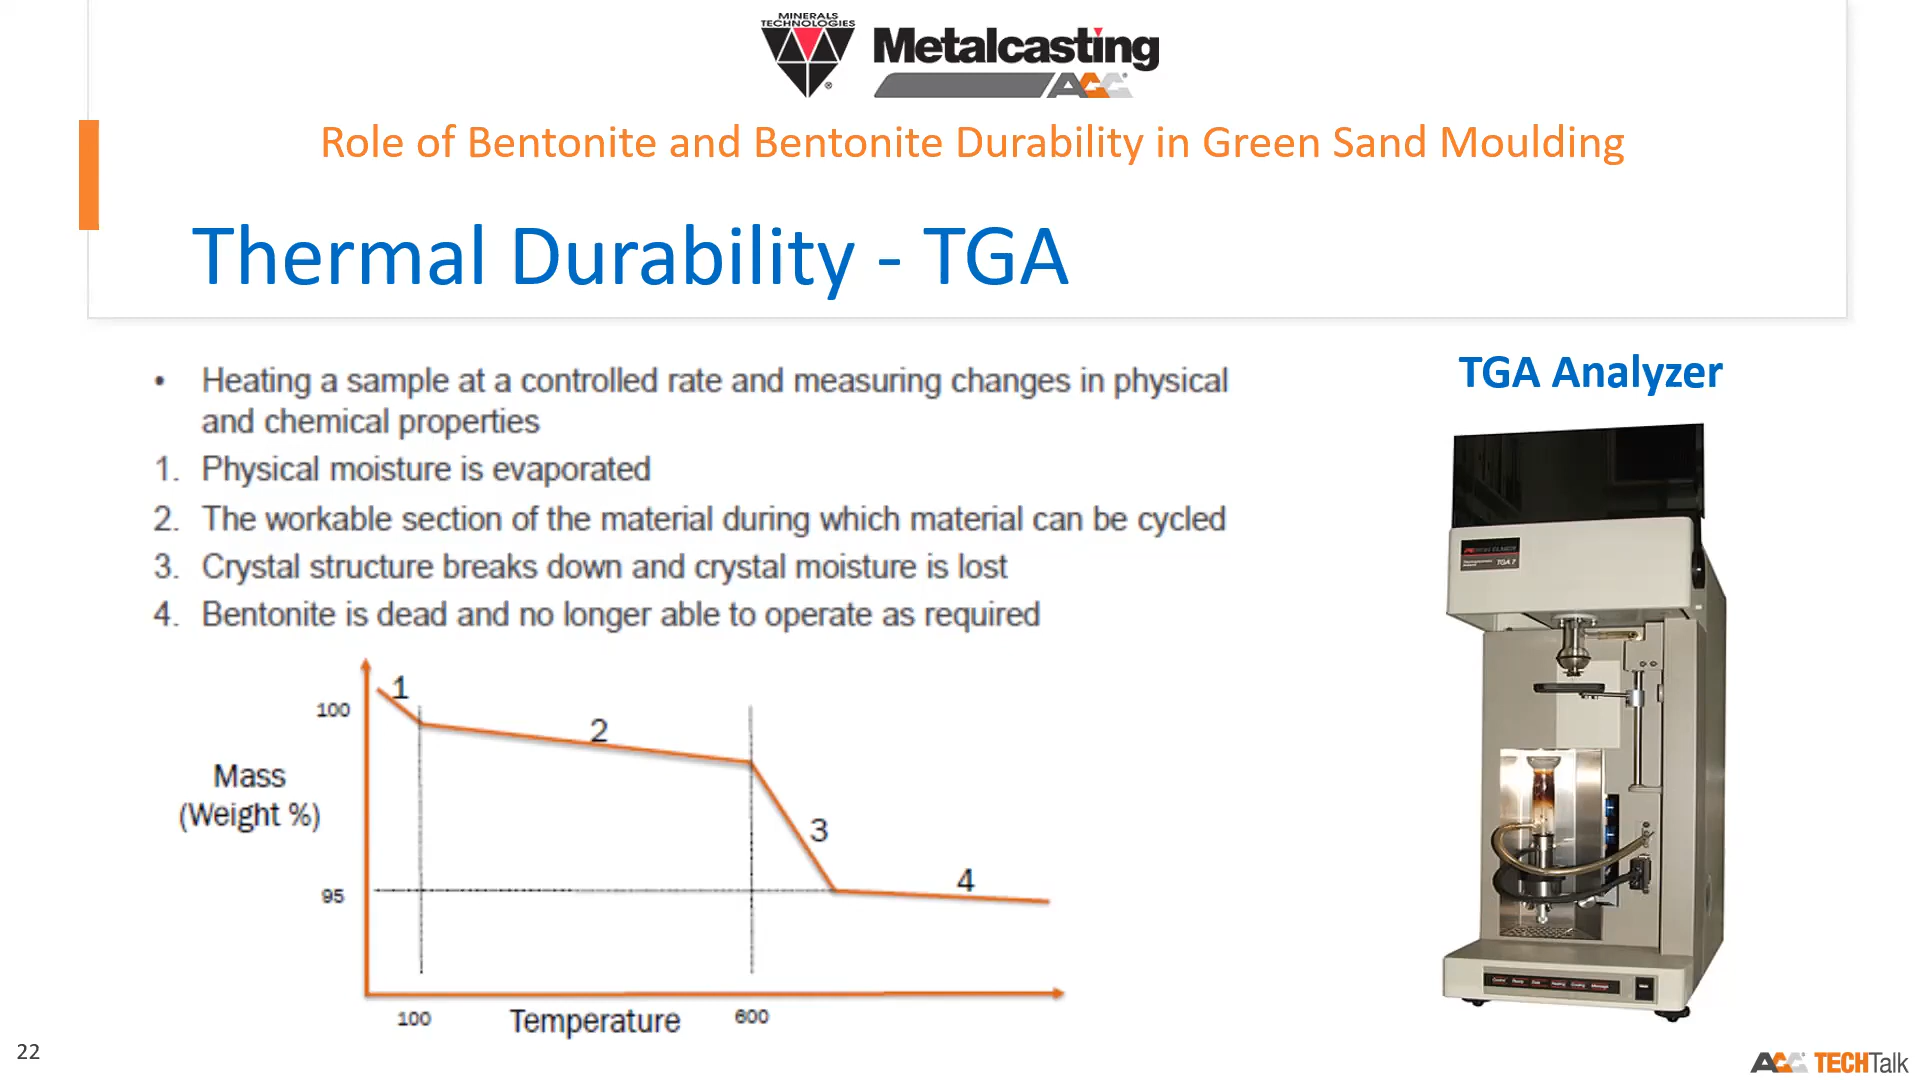 MINERALS
TECHNOLOGIES
Metalcasting
ACC
Role of Bentonite and Bentonite Durability in Green Sand Moulding
Thermal Durability - TGA
• Heating a sample at a controlled rate and measuring changes in physical
and chemical properties
1. Physical moisture is evaporated
2. The workable section of the material during which material can be cycled
3. Crystal structure breaks down and crystal moisture is lost
4. Bentonite is dead and no longer able to operate as required
TGA Analyzer
TGA 7
1
100
2
Mass
(Weight %)
3
4
95
100
Temperature
600
22
ACC TECHTalk